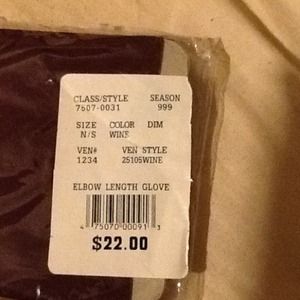 CLASS/STYLE SEASON
7607-0031 999
SIZE COLOR DIM
N/S WINE
VEN# VEN STYLE
1234 25105WINE
ELBOW LENGTH GLOVE
4 75070 00091 3
$22.00